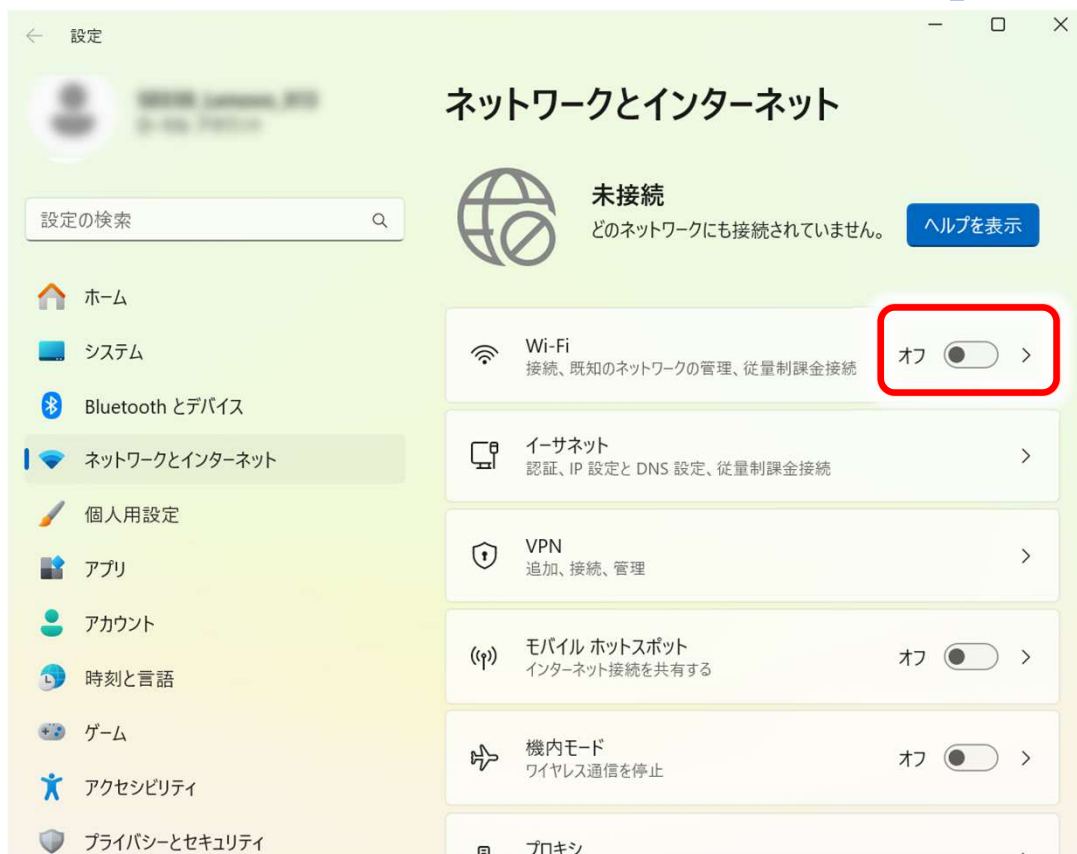 設定
ネットワークとインターネット
未接続
どのネットワークにも接続されていません。
ヘルプを表示
設定の検索
ホーム
システム
Bluetooth とデバイス
ネットワークとインターネット
個人用設定
アプリ
アカウント
時刻と言語
ゲーム
アクセシビリティ
プライバシーとセキュリティ
Wi-Fi
接続、既知のネットワークの管理、従量制課金接続
オフ
イーサネット
認証、IP 設定と DNS 設定、従量制課金接続
VPN
追加、接続、管理
モバイル ホットスポット
インターネット接続を共有する
オフ
機内モード
ワイヤレス通信を停止
オフ
プロキシ